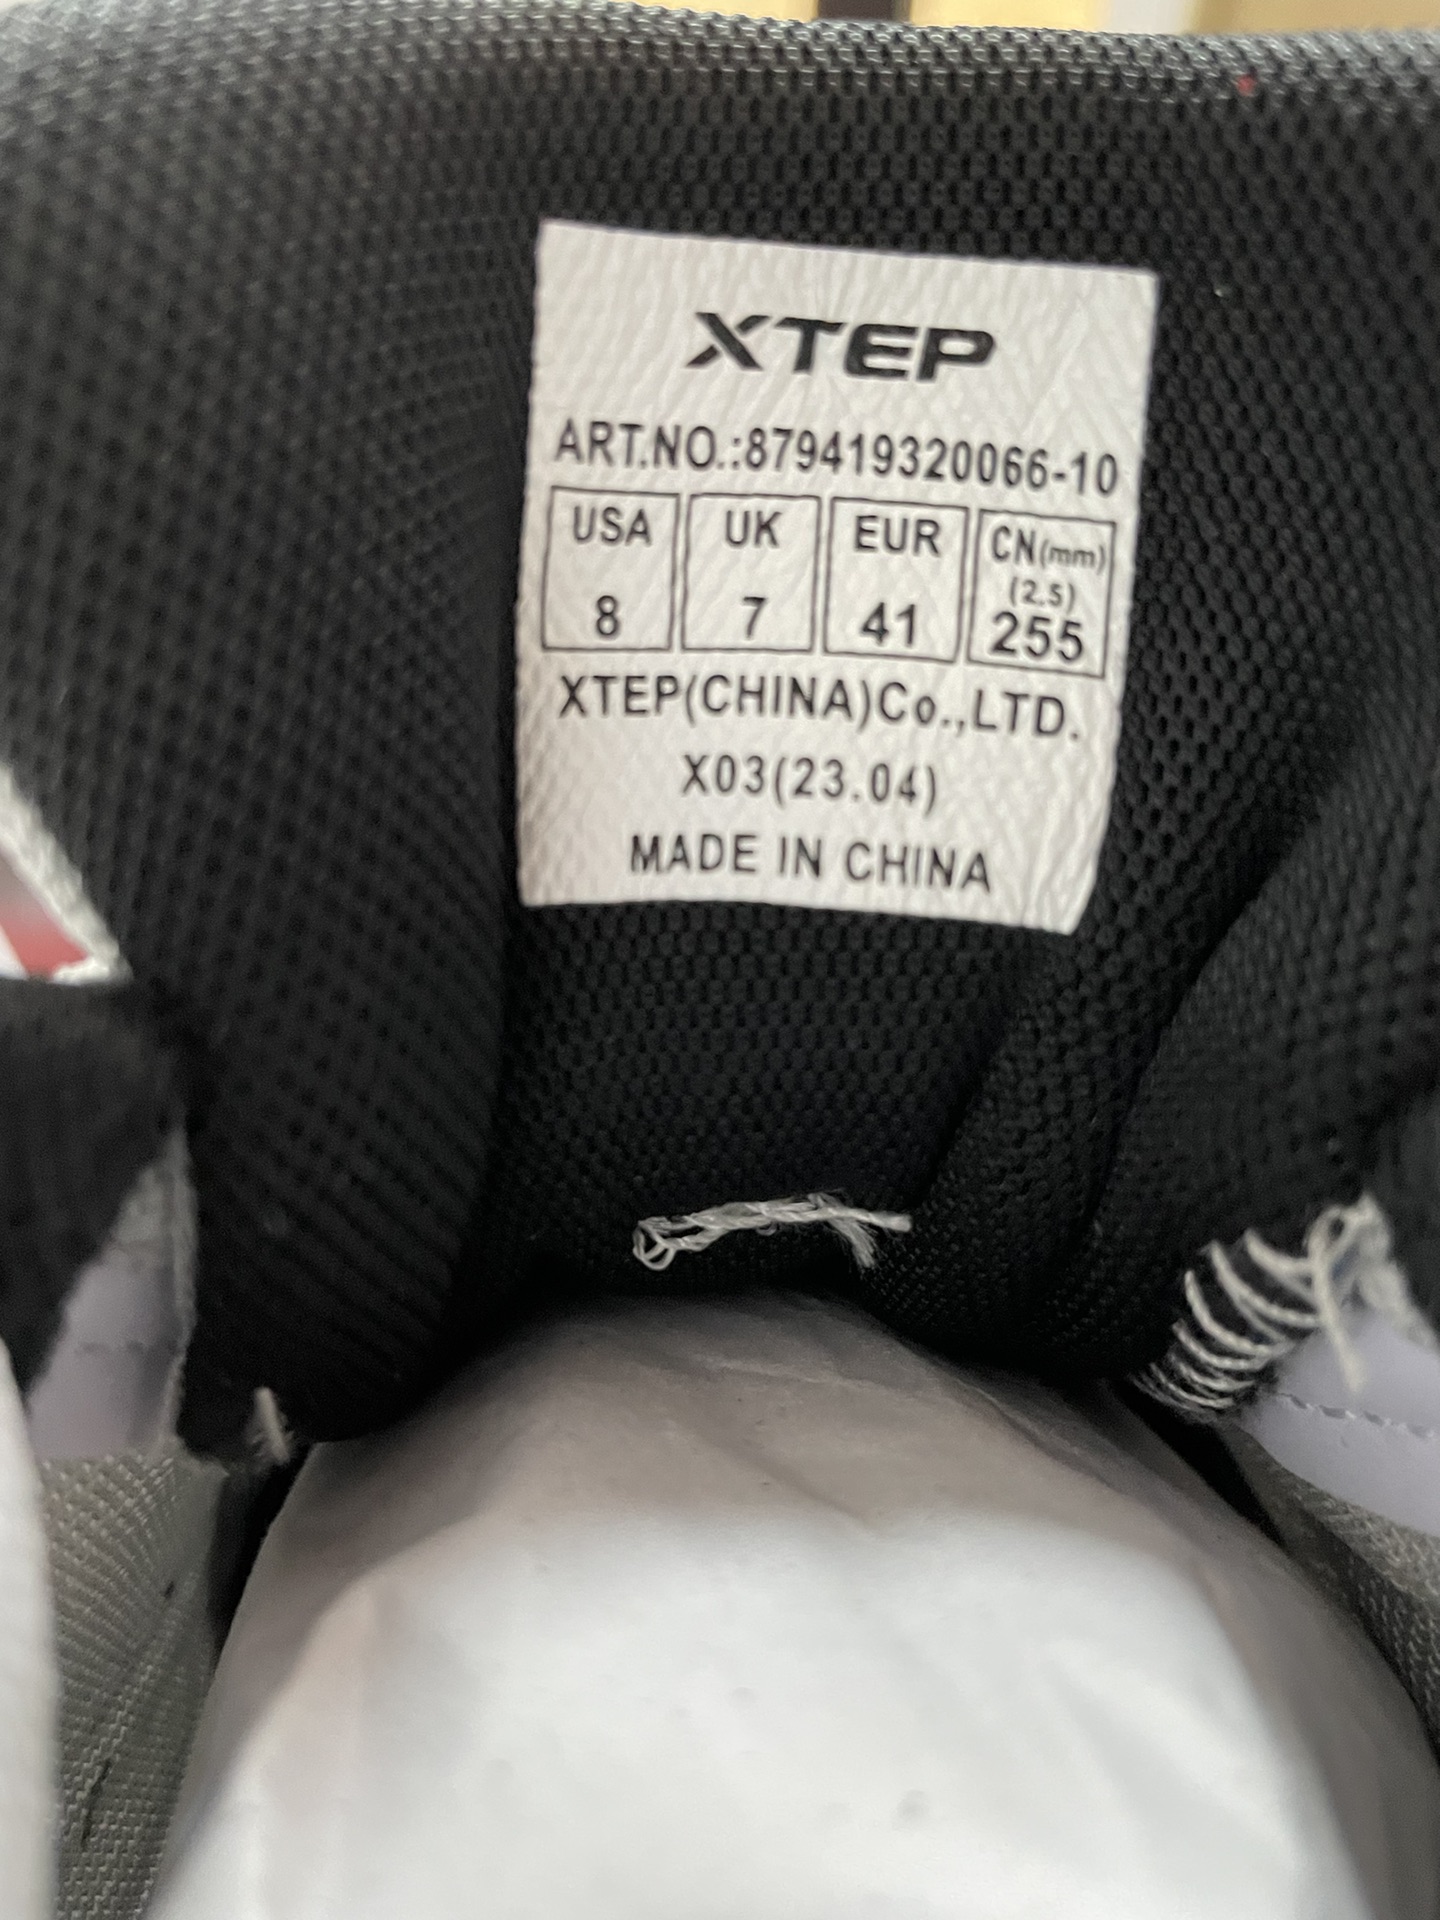 XTEP
ART.NO.:879419320066-10
USA UK EUR CN(mm)
(2.5)
8 7 41 255
XTEP(CHINA)Co.,LTD.
X03(23.04)
MADE IN CHINA